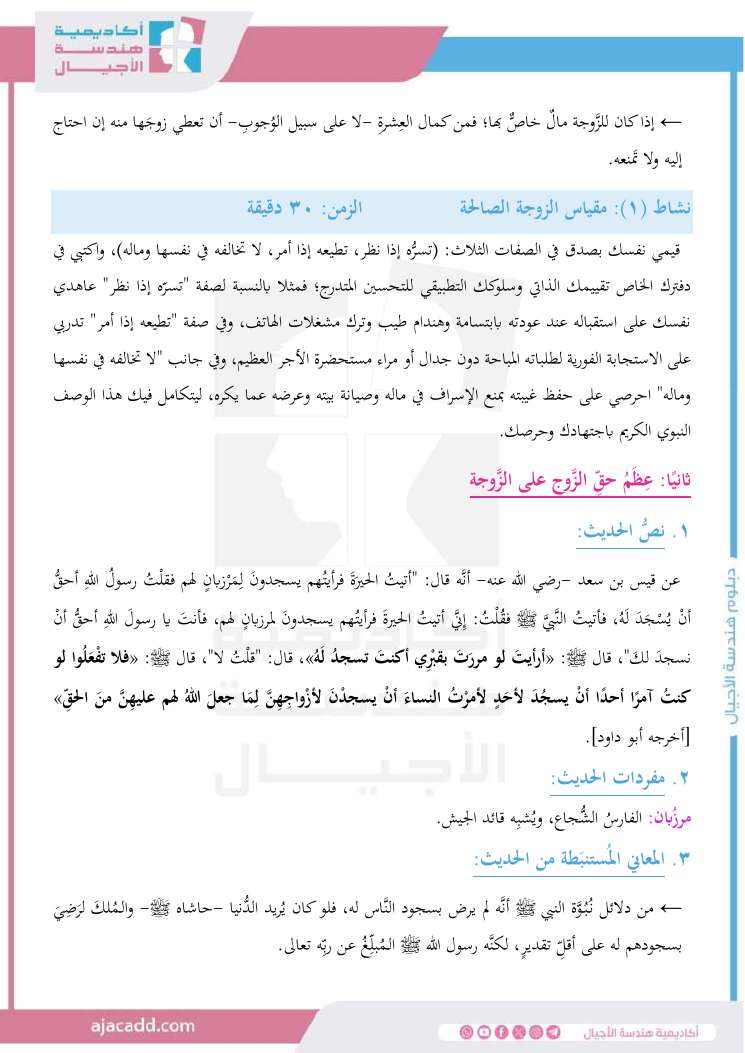 أكاديمية
هندسة
الأجيال
← إذا كان للزَّوجة مالٌ خاصٌّ بها؛ فمن كمال العِشرةِ –لا على سبيل الوُجوبِ– أن تعطي زوجَها منه إن احتاج
إليه ولا تمنعه.
نشاط (١): مقياس الزوجة الصالحة الزمن: ٣٠ دقيقة
قيمي نفسك بصدق في الصفات الثلاث: (تسرُّه إذا نظر، تطيعه إذا أمر، لا تخالفه في نفسها وماله)، واكتبي في
دفترك الخاص تقييمك الذاتي وسلوكك التطبيقي للتحسين المتدرج؛ فمثلا بالنسبة لصفة "تسرّه إذا نظر" عاهدي
نفسك على استقباله عند عودته بابتسامة وهندام طيب وترك مشغلات الهاتف، وفي صفة "تطيعه إذا أمر" تدربي
على الاستجابة الفورية لطلباته المباحة دون جدال أو مراء مستحضرة الأجر العظيم، وفي جانب "لا تخالفه في نفسها
وماله" احرصي على حفظ غيبته بمنع الإسراف في ماله وصيانة بيته وعرضه عما يكره، ليتكامل فيك هذا الوصف
النبوي الكريم باجتهادك وحرصك.
ثانيًا: عِظَمُ حقِّ الزَّوج على الزَّوجة
١. نصُّ الحديث:
عن قيس بن سعد –رضي الله عنه– أنَّه قال: "أتيتُ الحيرَةَ فرأيتُهم يسجدونَ لِمَرْزبانٍ لهم فقلتُ رسولُ اللهِ أحقُّ
أنْ يُسْجَدَ لَهُ، فأتيتُ النَّبيَّ ﷺ فقُلْتُ: إنِّي أتيتُ الحيرةَ فرأيتُهم يسجدونَ لمرزبانٍ لهم، فأنتَ يا رسولَ اللهِ أحقُّ أنْ
نسجدَ لكَ"، قال ﷺ: «أرأيتَ لو مررَتَ بقبْرِي أكنتَ تسجدُ لَهُ»، قال: "قلْتُ لا"، قال ﷺ: «فلا تفْعَلُوا لو
كنتُ آمرًا أحدًا أنْ يسجُدَ لأحَدٍ لأمرْتُ النساءَ أنْ يسجدْنَ لأزْواجِهِنَّ لِمَا جعلَ اللهُ لهم عليهِنَّ منَ الحقِّ»
[أخرجه أبو داود].
٢. مفردات الحديث:
مرزُبان: الفارسُ الشُّجاع، ويُشبِه قائد الجيش.
٣. المعاني المُستنبَطة من الحديث:
← من دلائل نُبُوَّة النبي ﷺ أنَّه لم يرض بسجود النَّاس له، فلو كان يُريد الدُّنيا –حاشاه ﷺ– والمُلكَ لرَضِيَ
بسجودهم له على أقلِّ تقديرٍ، لكنَّه رسول الله ﷺ المُبلِّغُ عن ربِّه تعالى.
دبلوم هندسة الأجيال
أكاديمية
هندسة
الأجيال
أكاديمية هندسة الأجيال
ajacadd.com